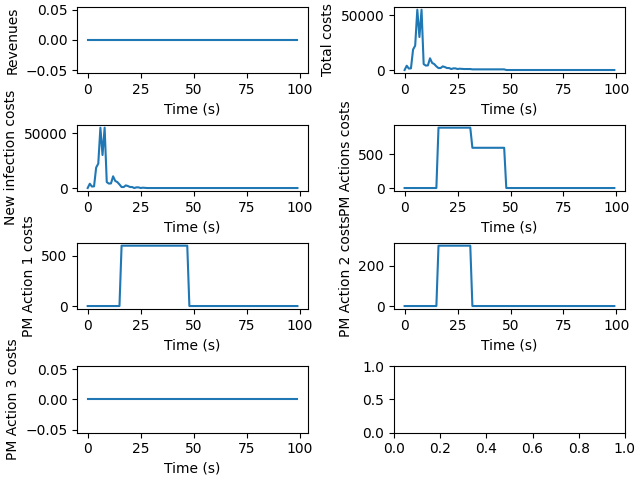 Revenues
0.05
0.00
−0.05
0 25 50 75 100
Time (s)
Total costs
50000
0
0 25 50 75 100
Time (s)
New infection costs
50000
0
0 25 50 75 100
Time (s)
PM Actions costs
500
0
0 25 50 75 100
Time (s)
PM Action 1 costs
500
0
0 25 50 75 100
Time (s)
PM Action 2 costs
200
0
0 25 50 75 100
Time (s)
PM Action 3 costs
0.05
0.00
−0.05
0 25 50 75 100
Time (s)
1.0
0.5
0.0
0.0 0.2 0.4 0.6 0.8 1.0